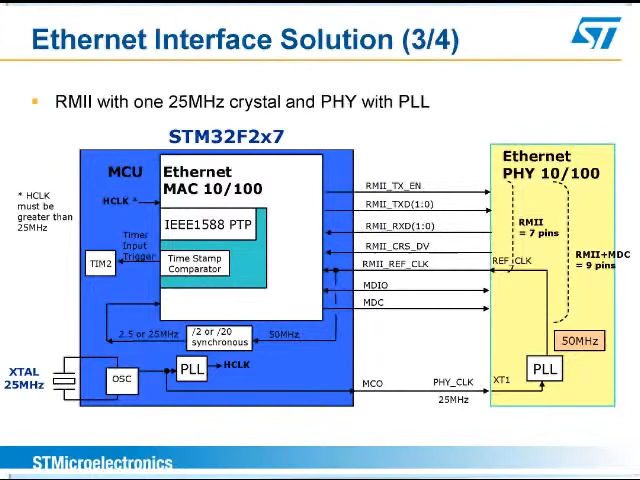 Ethernet Interface Solution (3/4)
ST
RMII with one 25MHz crystal and PHY with PLL
STM32F2x7
MCU
Ethernet
MAC 10/100
Ethernet
PHY 10/100
* HCLK
must be
greater than
25MHz
HCLK *
IEEE1588 PTP
Timer
Input
Trigger
TIM2
Time Stamp
Comparator
RMII_TX_EN
RMII_TXD(1:0)
RMII_RXD(1:0)
RMII_CRS_DV
RMII_REF_CLK
MDIO
MDC
RMII
= 7 pins
RMII+MDC
= 9 pins
REF_CLK
2.5 or 25MHz
/2 or /20
synchronous
50MHz
50MHz
XTAL
25MHz
OSC
PLL
HCLK
MCO
PHY_CLK
25MHz
XT1
PLL
STMicroelectronics